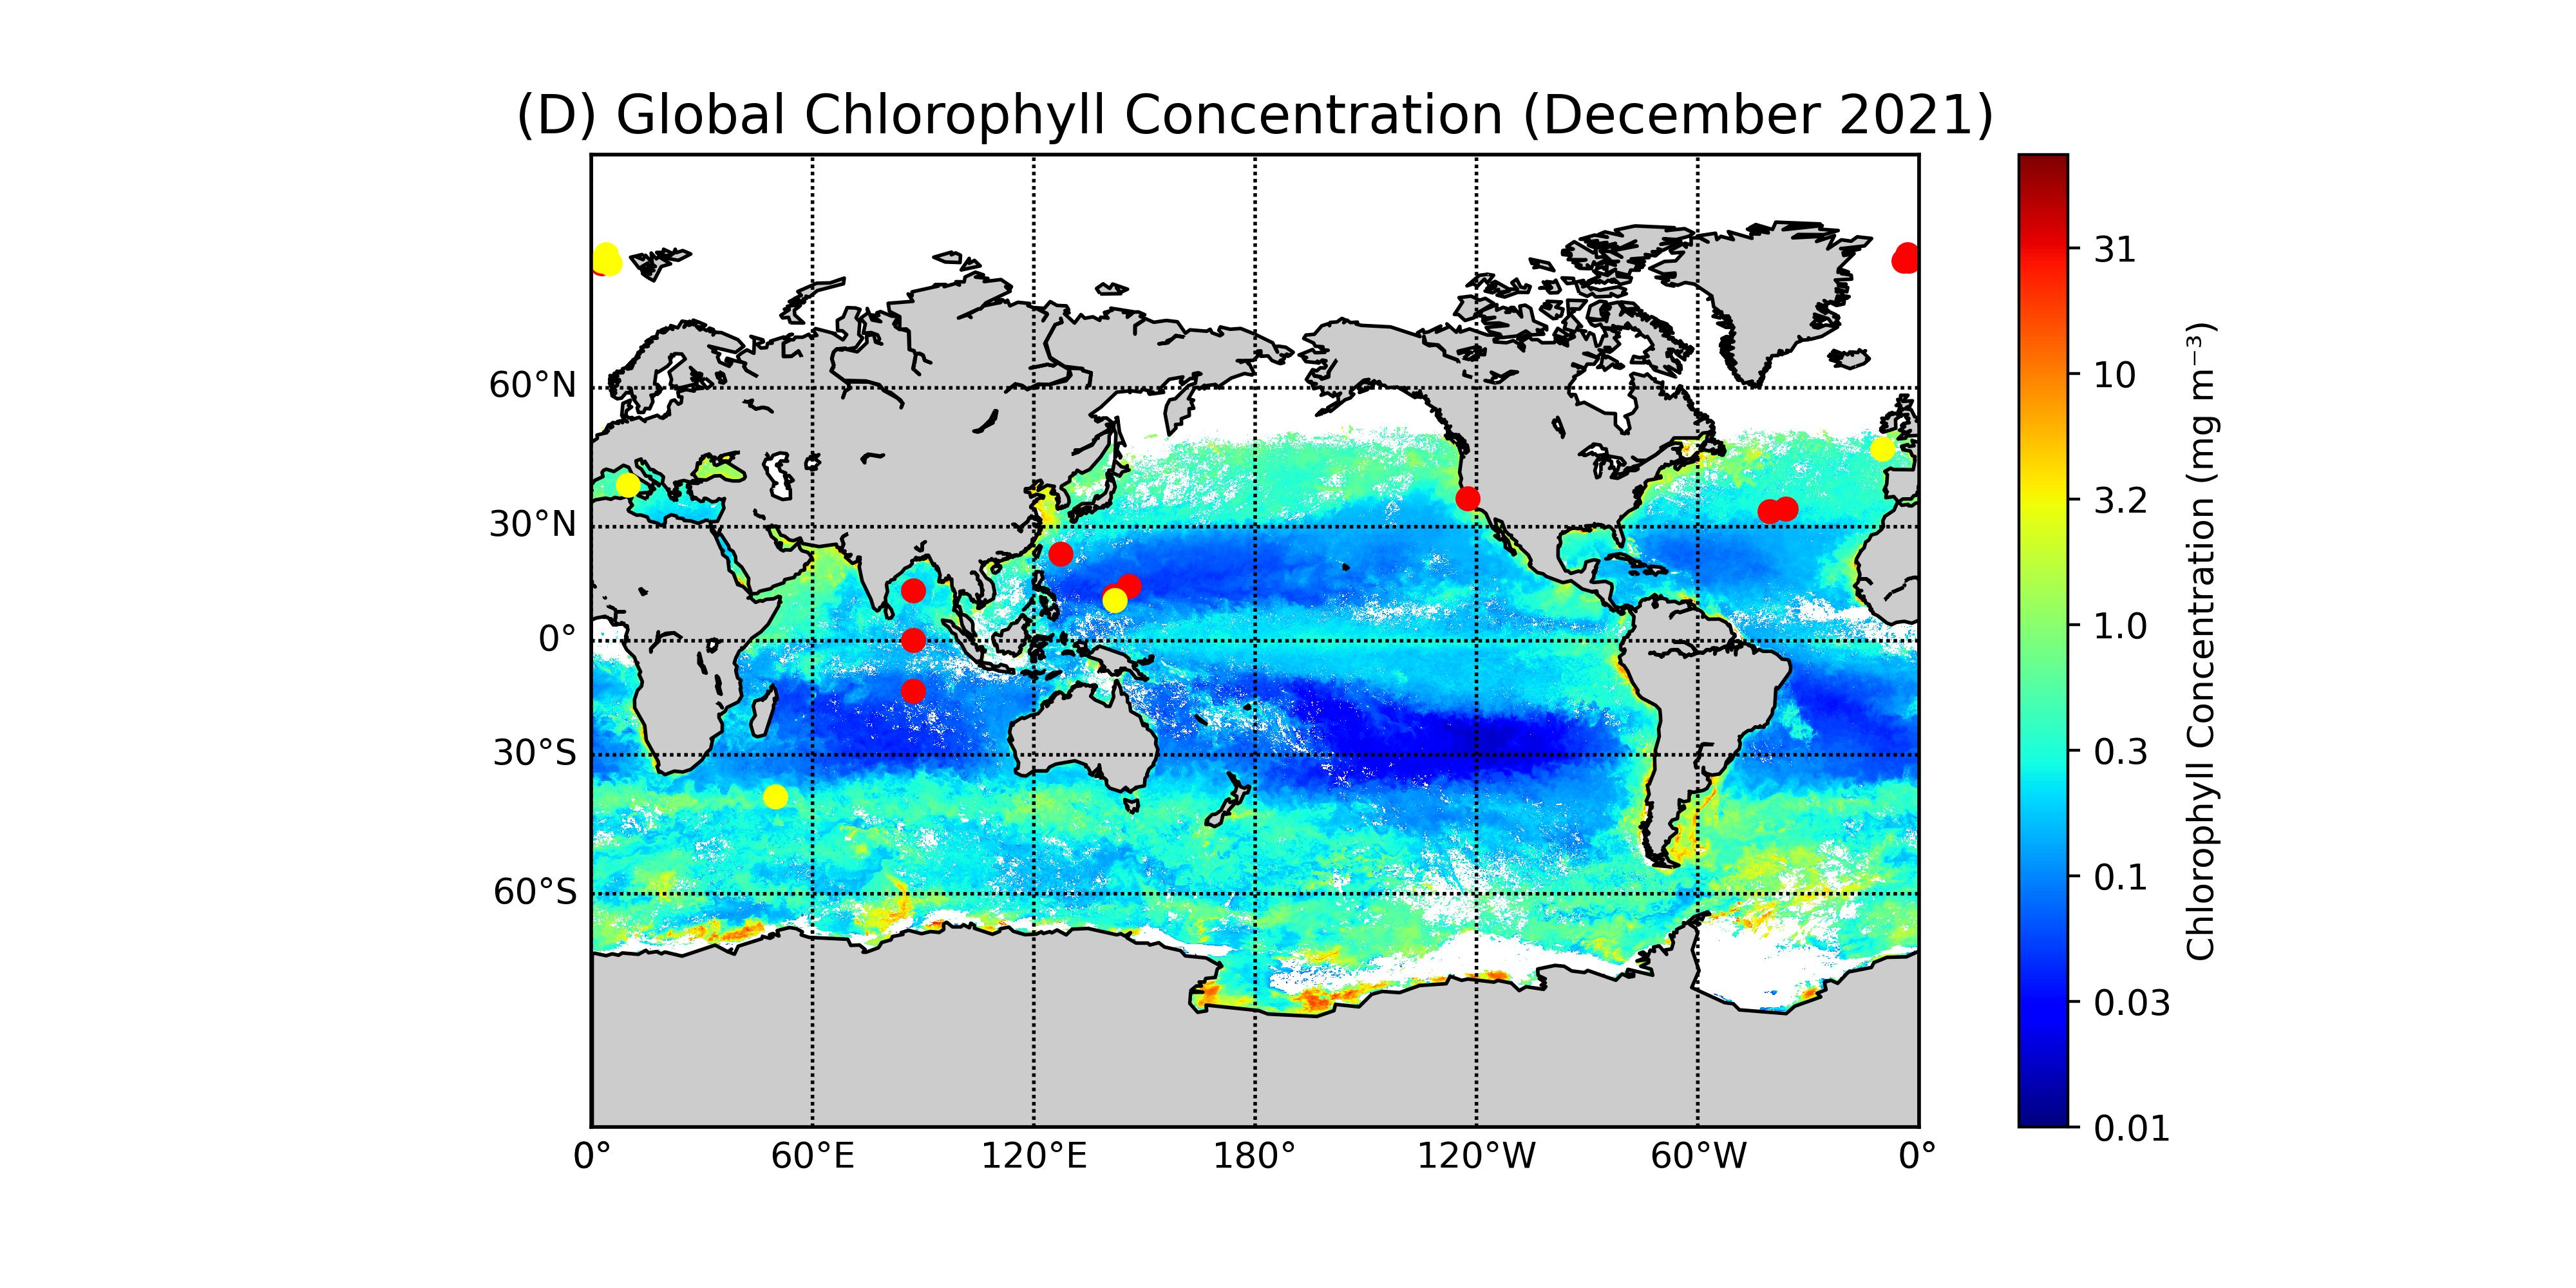 (D) Global Chlorophyll Concentration (December 2021)
60°N
30°N
0°
30°S
60°S
0°
60°E
120°E
180°
120°W
60°W
0°
31
10
3.2
1.0
0.3
0.1
0.03
0.01
Chlorophyll Concentration (mg m⁻³)